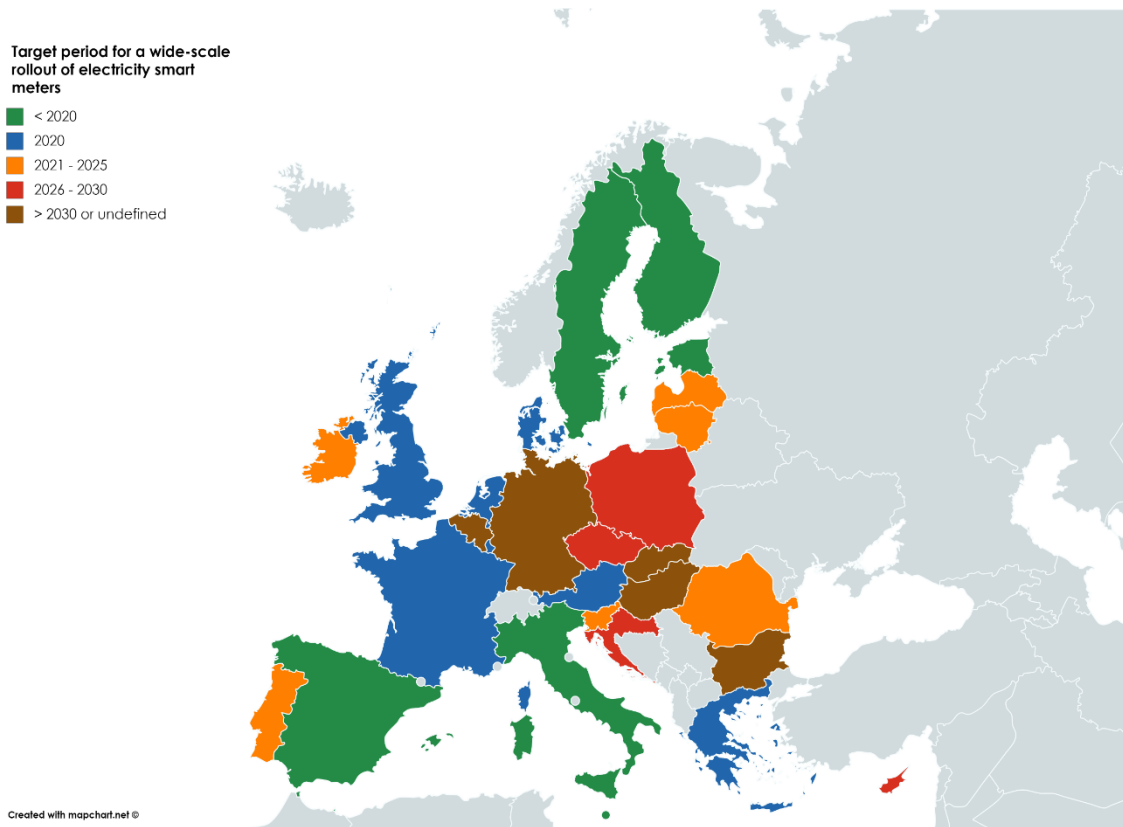 Target period for a wide-scale
rollout of electricity smart
meters
< 2020
2020
2021 - 2025
2026 - 2030
> 2030 or undefined
Created with mapchart.net ©